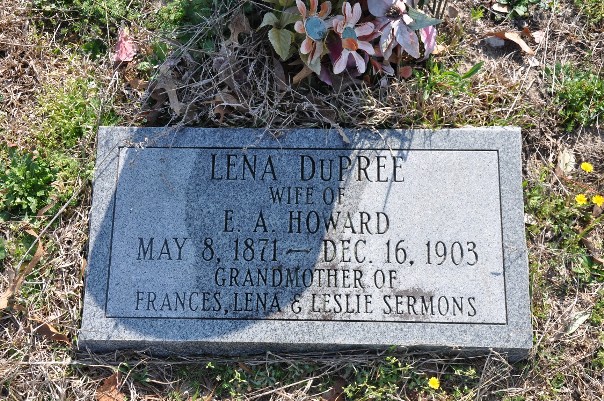 LENA DuPREE
WIFE OF
E. A. HOWARD
MAY 8, 1871 — DEC. 16, 1903
GRANDMOTHER OF
FRANCES, LENA & LESLIE SERMONS